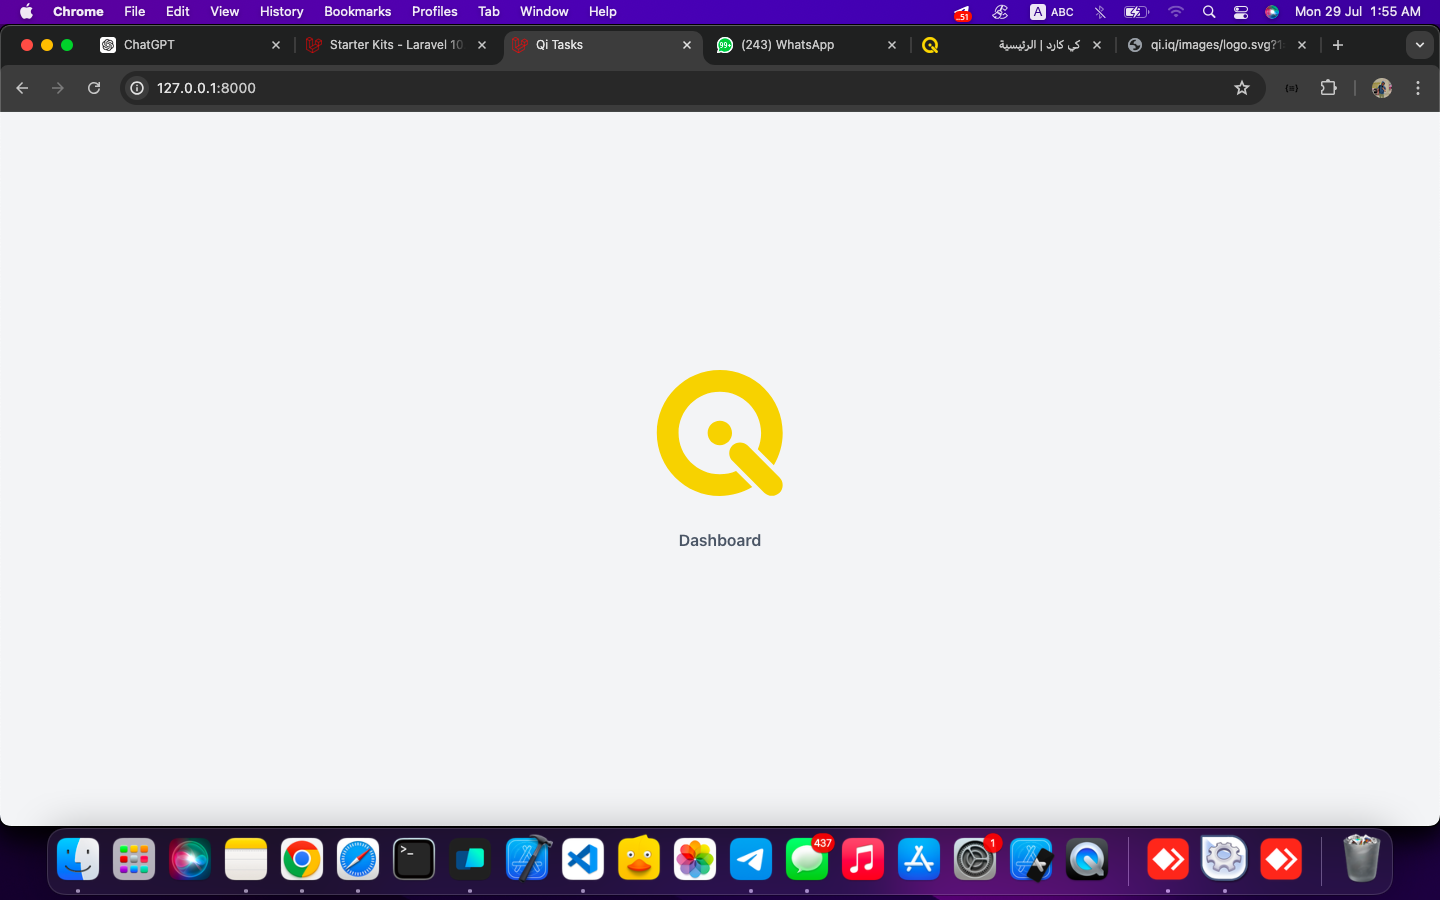 Chrome File Edit View History Bookmarks Profiles Tab Window Help .51 A ABC Mon 29 Jul 1:55 AM
ChatGPT Starter Kits - Laravel 10 Qi Tasks 99+ (243) WhatsApp كي كارد | الرئيسية qi.iq/images/logo.svg?1
127.0.0.1:8000
Dashboard
437 1